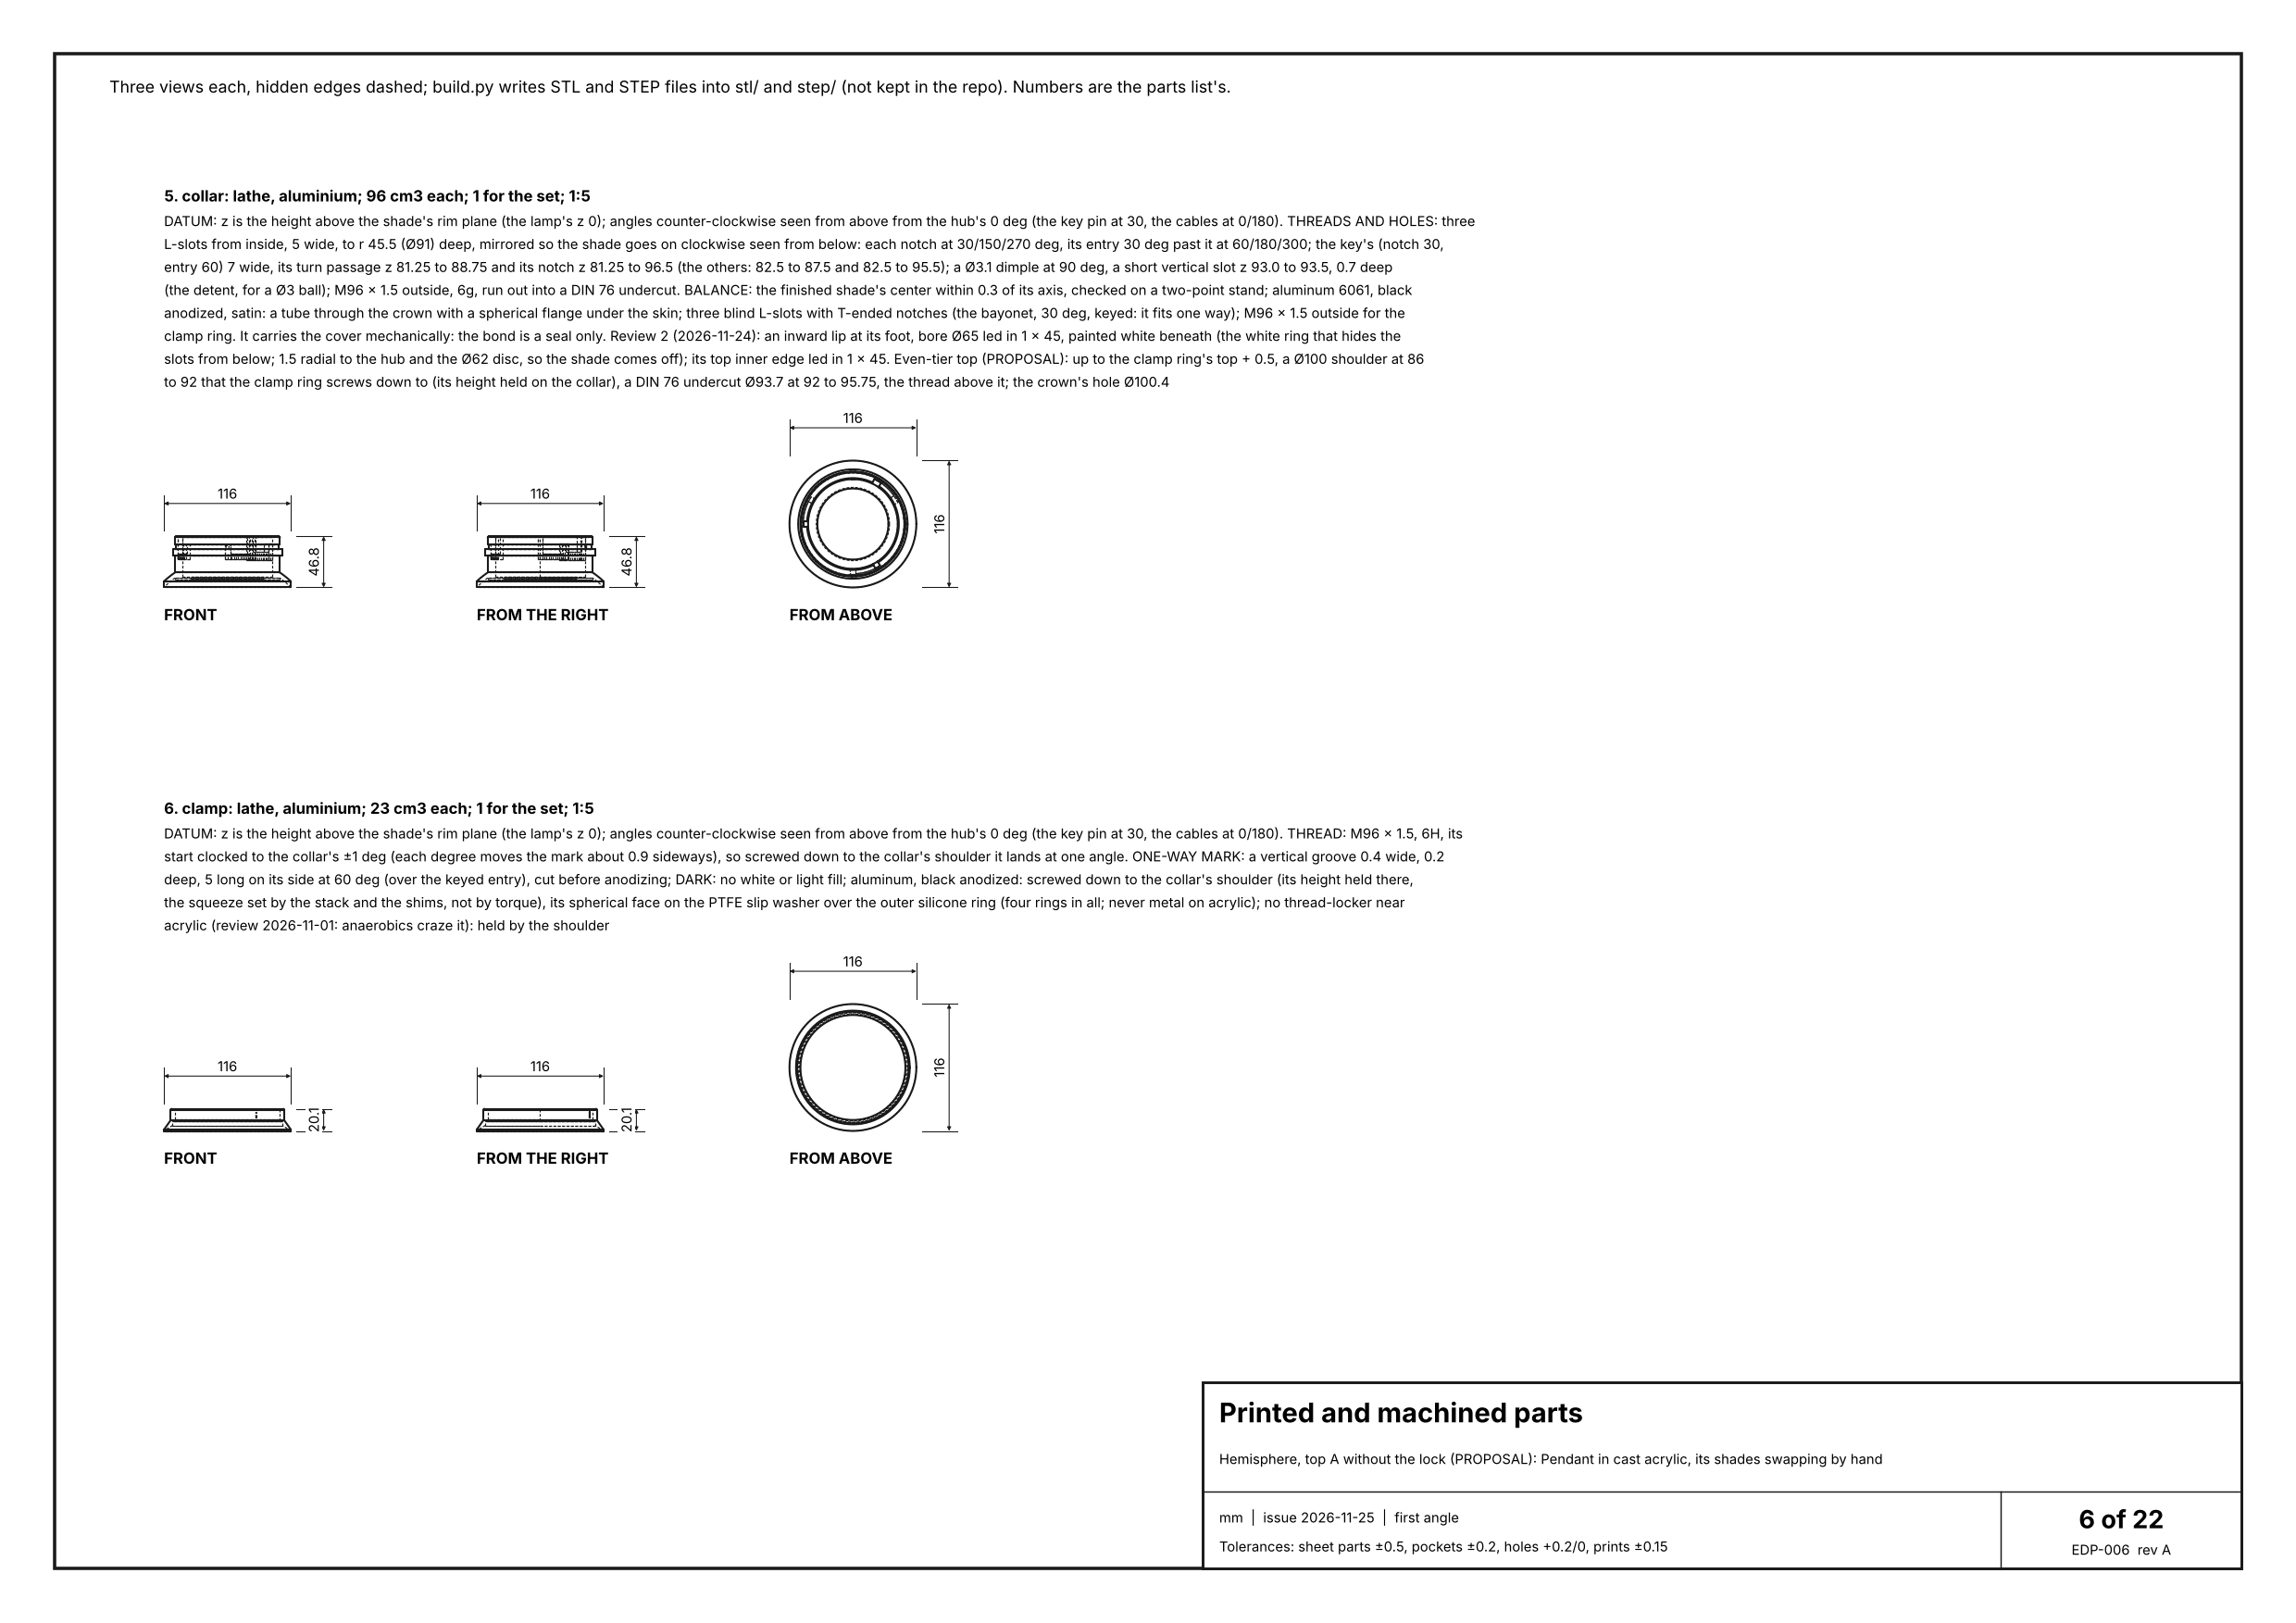 Three views each, hidden edges dashed; build.py writes STL and STEP files into stl/ and step/ (not kept in the repo). Numbers are the parts list's.
5. collar: lathe, aluminium; 96 cm3 each; 1 for the set; 1:5
DATUM: z is the height above the shade's rim plane (the lamp's z 0); angles counter-clockwise seen from above from the hub's 0 deg (the key pin at 30, the cables at 0/180). THREADS AND HOLES: three
L-slots from inside, 5 wide, to r 45.5 (Ø91) deep, mirrored so the shade goes on clockwise seen from below: each notch at 30/150/270 deg, its entry 30 deg past it at 60/180/300; the key's (notch 30,
entry 60) 7 wide, its turn passage z 81.25 to 88.75 and its notch z 81.25 to 96.5 (the others: 82.5 to 87.5 and 82.5 to 95.5); a Ø3.1 dimple at 90 deg, a short vertical slot z 93.0 to 93.5, 0.7 deep
(the detent, for a Ø3 ball); M96 × 1.5 outside, 6g, run out into a DIN 76 undercut. BALANCE: the finished shade's center within 0.3 of its axis, checked on a two-point stand; aluminum 6061, black
anodized, satin: a tube through the crown with a spherical flange under the skin; three blind L-slots with T-ended notches (the bayonet, 30 deg, keyed: it fits one way); M96 × 1.5 outside for the
clamp ring. It carries the cover mechanically: the bond is a seal only. Review 2 (2026-11-24): an inward lip at its foot, bore Ø65 led in 1 × 45, painted white beneath (the white ring that hides the
slots from below; 1.5 radial to the hub and the Ø62 disc, so the shade comes off); its top inner edge led in 1 × 45. Even-tier top (PROPOSAL): up to the clamp ring's top + 0.5, a Ø100 shoulder at 86
to 92 that the clamp ring screws down to (its height held on the collar), a DIN 76 undercut Ø93.7 at 92 to 95.75, the thread above it; the crown's hole Ø100.4
116
116
116
46.8
46.8
116
FRONT
FROM THE RIGHT
FROM ABOVE
6. clamp: lathe, aluminium; 23 cm3 each; 1 for the set; 1:5
DATUM: z is the height above the shade's rim plane (the lamp's z 0); angles counter-clockwise seen from above from the hub's 0 deg (the key pin at 30, the cables at 0/180). THREAD: M96 × 1.5, 6H, its
start clocked to the collar's ±1 deg (each degree moves the mark about 0.9 sideways), so screwed down to the collar's shoulder it lands at one angle. ONE-WAY MARK: a vertical groove 0.4 wide, 0.2
deep, 5 long on its side at 60 deg (over the keyed entry), cut before anodizing; DARK: no white or light fill; aluminum, black anodized: screwed down to the collar's shoulder (its height held there,
the squeeze set by the stack and the shims, not by torque), its spherical face on the PTFE slip washer over the outer silicone ring (four rings in all; never metal on acrylic); no thread-locker near
acrylic (review 2026-11-01: anaerobics craze it): held by the shoulder
116
116
116
20.1
20.1
116
FRONT
FROM THE RIGHT
FROM ABOVE
Printed and machined parts
Hemisphere, top A without the lock (PROPOSAL): Pendant in cast acrylic, its shades swapping by hand
mm | issue 2026-11-25 | first angle
Tolerances: sheet parts ±0.5, pockets ±0.2, holes +0.2/0, prints ±0.15
6 of 22
EDP-006 rev A